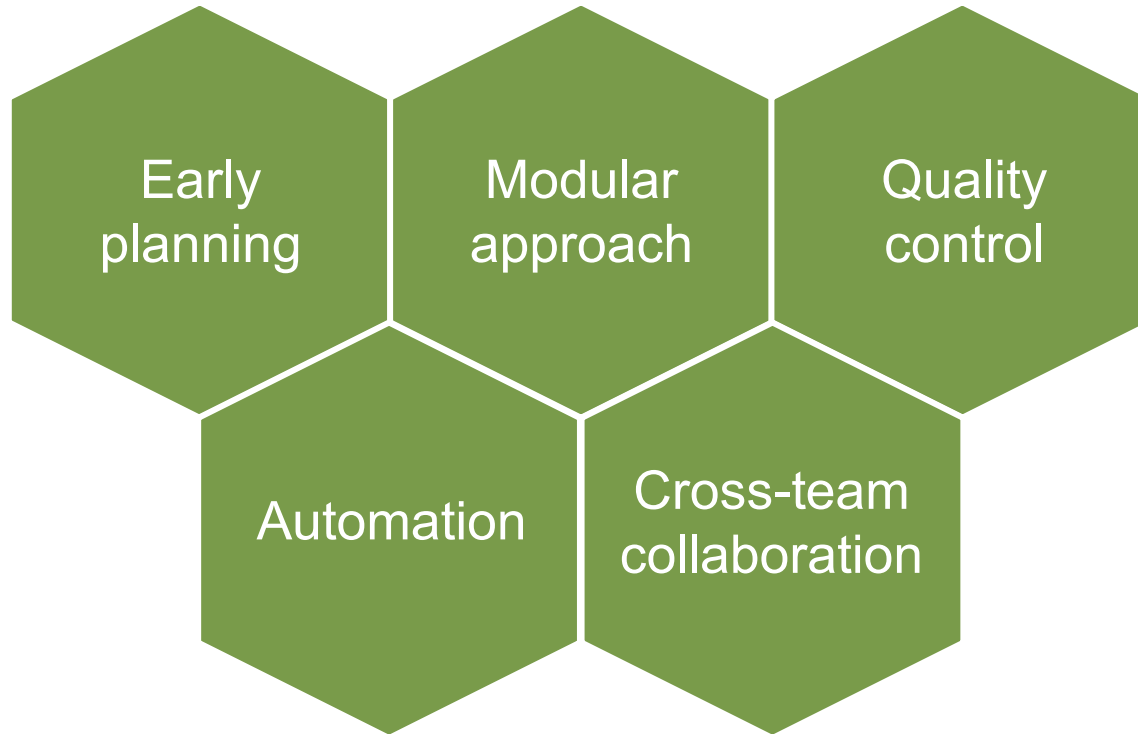 Early
planning
Modular
approach
Quality
control
Automation
Cross-team
collaboration